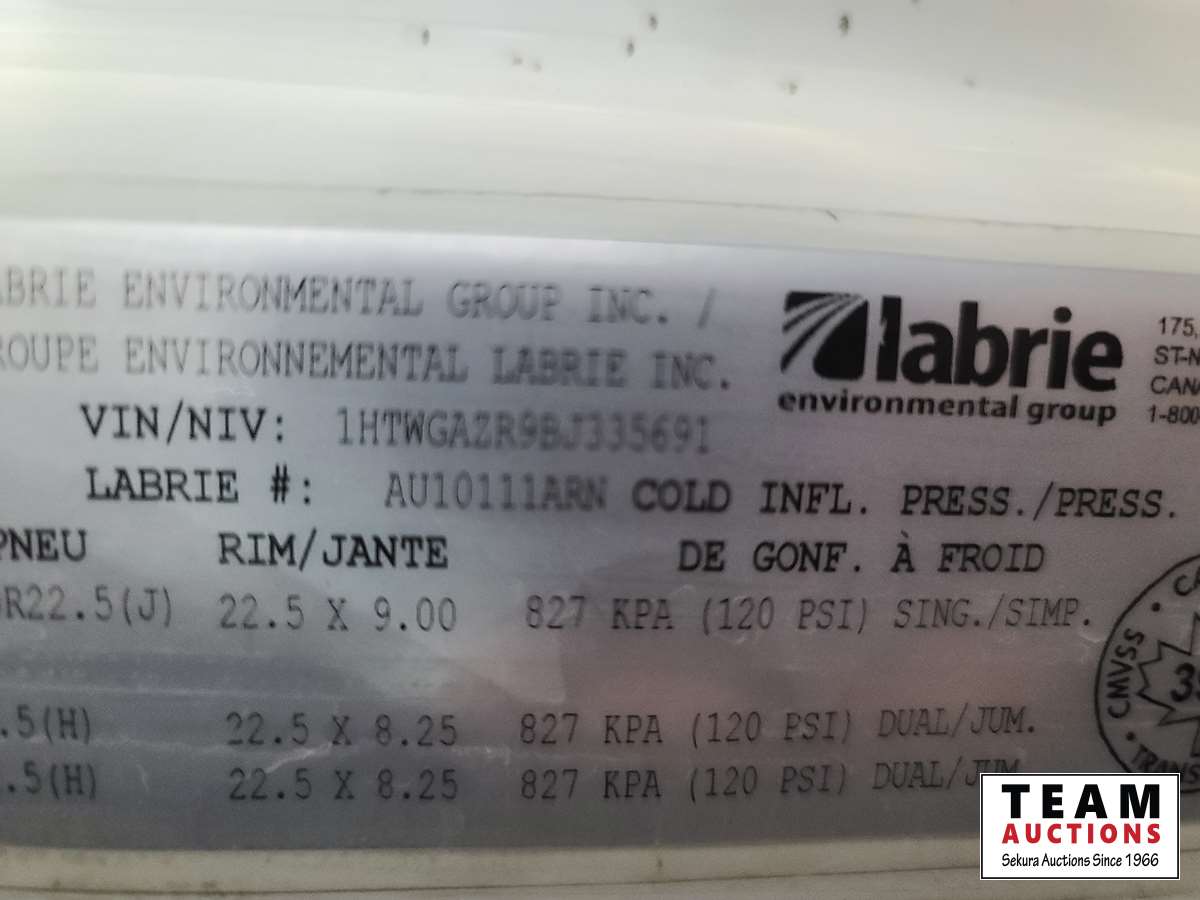 ABRIE ENVIRONMENTAL GROUP INC. /
ROUPE ENVIRONNEMENTAL LABRIE INC.
labrie
environmental group
175,
ST-N
CANA
1-800
VIN/NIV: 1HTWGAZR9BJ335691
LABRIE #: AU10111ARN COLD INFL. PRESS./PRESS.
PNEU RIM/JANTE DE GONF. À FROID
R22.5(J) 22.5 X 9.00 827 KPA (120 PSI) SING./SIMP.
.5(H) 22.5 X 8.25 827 KPA (120 PSI) DUAL/JUM.
.5(H) 22.5 X 8.25 827 KPA (120 PSI) DUAL/JUM.
CMVSS
TRANS
TEAM
AUCTIONS
Sekura Auctions Since 1966